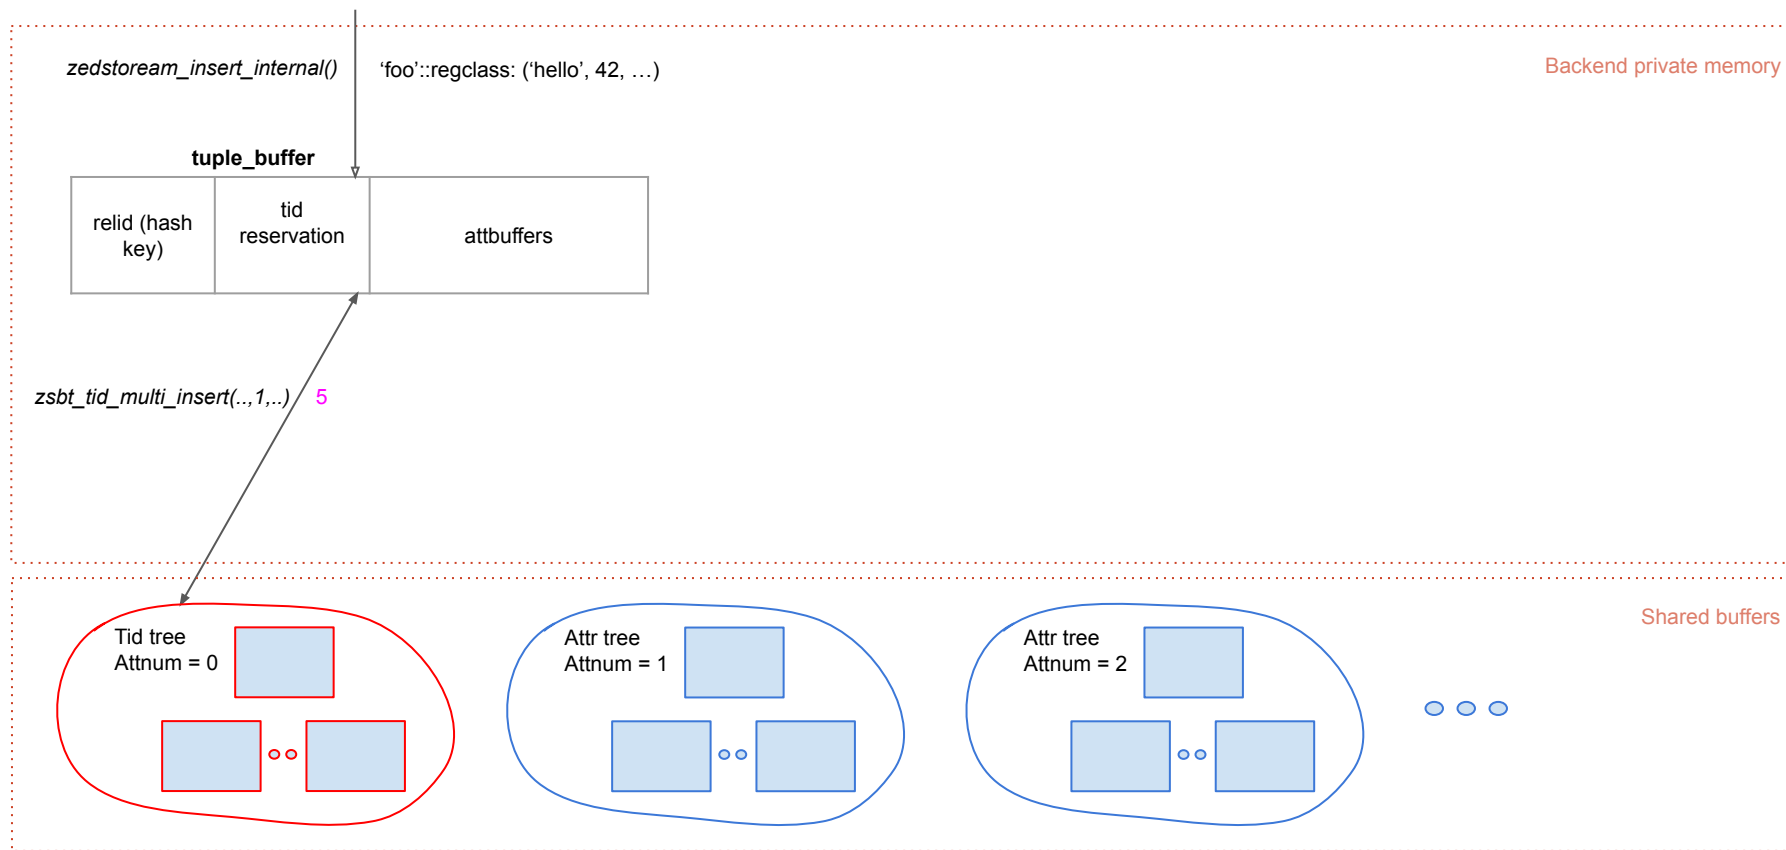 zedstoream_insert_internal()
‘foo’::regclass: (‘hello’, 42, …)
Backend private memory
tuple_buffer
relid (hash
key)
tid
reservation
attbuffers
zsbt_tid_multi_insert(..,1,..)
5
Shared buffers
Tid tree
Attnum = 0
Attr tree
Attnum = 1
Attr tree
Attnum = 2